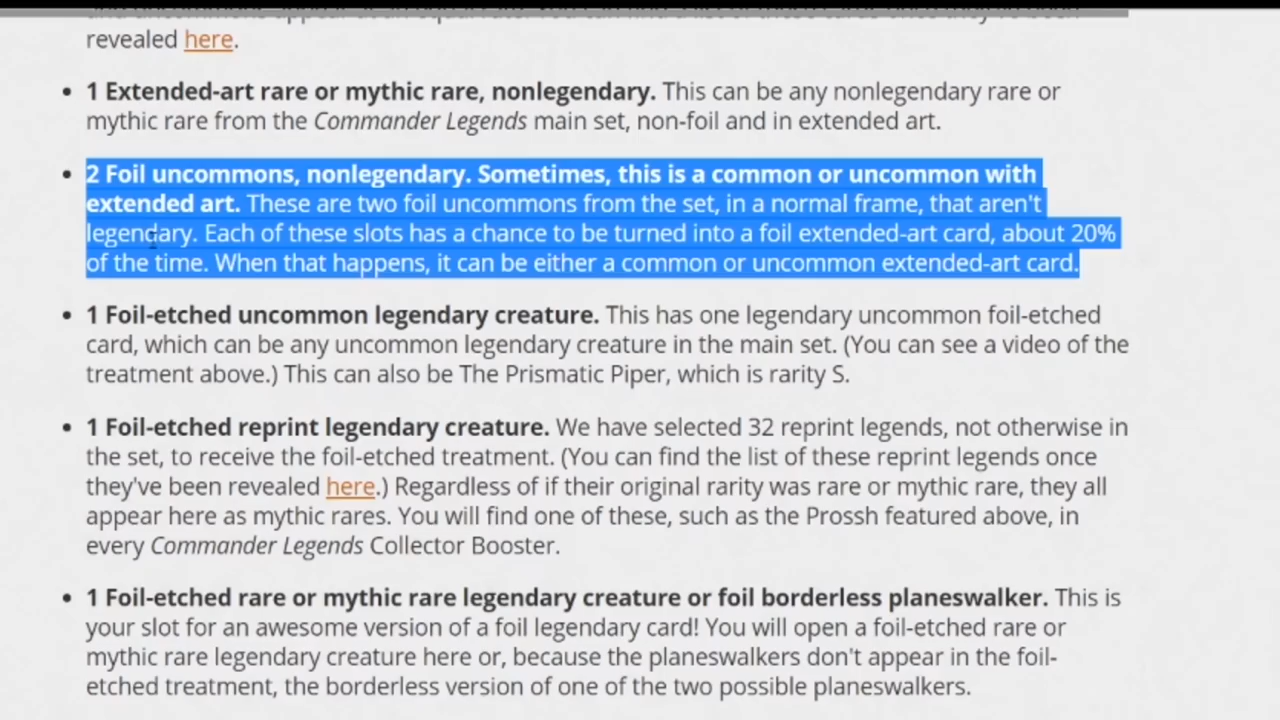 revealed here.
1 Extended-art rare or mythic rare, nonlegendary. This can be any nonlegendary rare or
mythic rare from the Commander Legends main set, non-foil and in extended art.
2 Foil uncommons, nonlegendary. Sometimes, this is a common or uncommon with
extended art. These are two foil uncommons from the set, in a normal frame, that aren't
legendary. Each of these slots has a chance to be turned into a foil extended-art card, about 20%
of the time. When that happens, it can be either a common or uncommon extended-art card.
1 Foil-etched uncommon legendary creature. This has one legendary uncommon foil-etched
card, which can be any uncommon legendary creature in the main set. (You can see a video of the
treatment above.) This can also be The Prismatic Piper, which is rarity S.
1 Foil-etched reprint legendary creature. We have selected 32 reprint legends, not otherwise in
the set, to receive the foil-etched treatment. (You can find the list of these reprint legends once
they've been revealed here.) Regardless of if their original rarity was rare or mythic rare, they all
appear here as mythic rares. You will find one of these, such as the Prossh featured above, in
every Commander Legends Collector Booster.
1 Foil-etched rare or mythic rare legendary creature or foil borderless planeswalker. This is
your slot for an awesome version of a foil legendary card! You will open a foil-etched rare or
mythic rare legendary creature here or, because the planeswalkers don't appear in the foil-
etched treatment, the borderless version of one of the two possible planeswalkers.